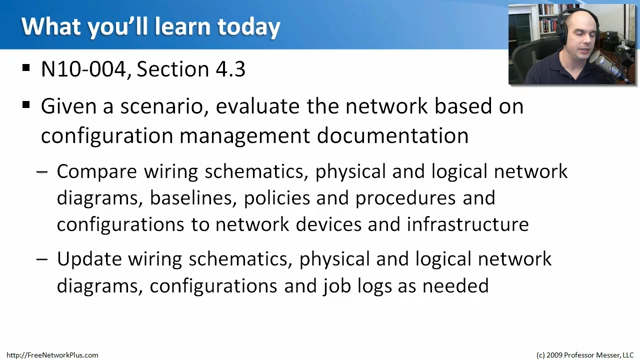 What you'll learn today
▪ N10-004, Section 4.3
▪ Given a scenario, evaluate the network based on
configuration management documentation
– Compare wiring schematics, physical and logical network
diagrams, baselines, policies and procedures and
configurations to network devices and infrastructure
– Update wiring schematics, physical and logical network
diagrams, configurations and job logs as needed
http://FreeNetworkPlus.com
(c) 2009 Professor Messer, LLC